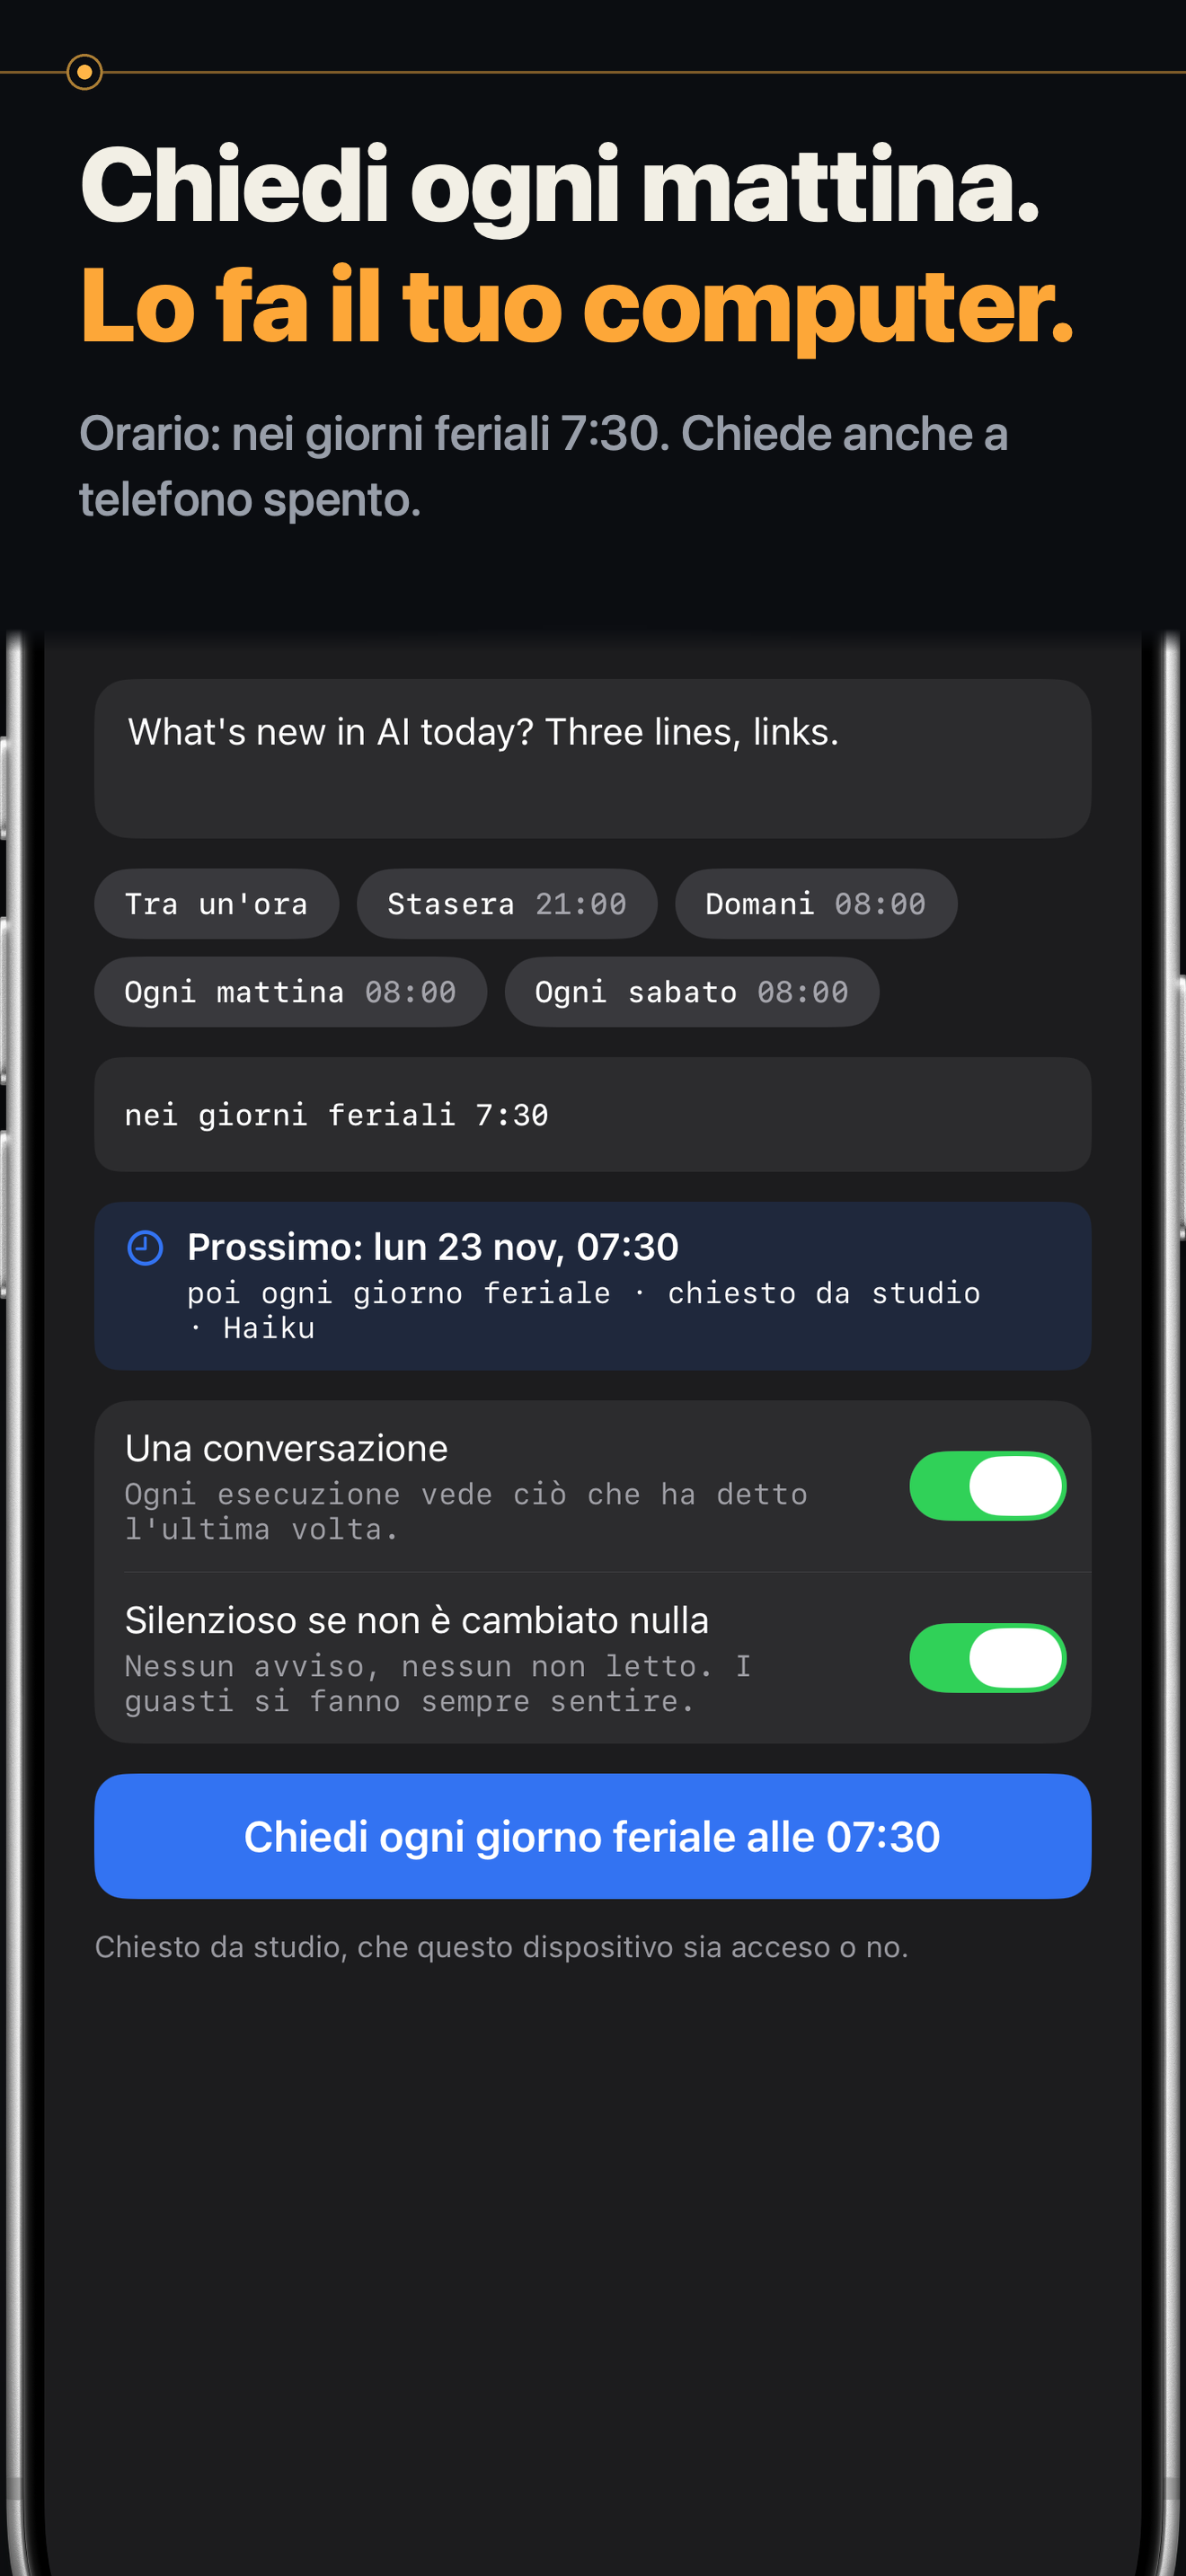 Chiedi ogni mattina.
Lo fa il tuo computer.
Orario: nei giorni feriali 7:30. Chiede anche a
telefono spento.
What's new in AI today? Three lines, links.
Tra un'ora
Stasera 21:00
Domani 08:00
Ogni mattina 08:00
Ogni sabato 08:00
nei giorni feriali 7:30
Prossimo: lun 23 nov, 07:30
poi ogni giorno feriale · chiesto da studio
· Haiku
Una conversazione
Ogni esecuzione vede ciò che ha detto
l'ultima volta.
Silenzioso se non è cambiato nulla
Nessun avviso, nessun non letto. I
guasti si fanno sempre sentire.
Chiedi ogni giorno feriale alle 07:30
Chiesto da studio, che questo dispositivo sia acceso o no.